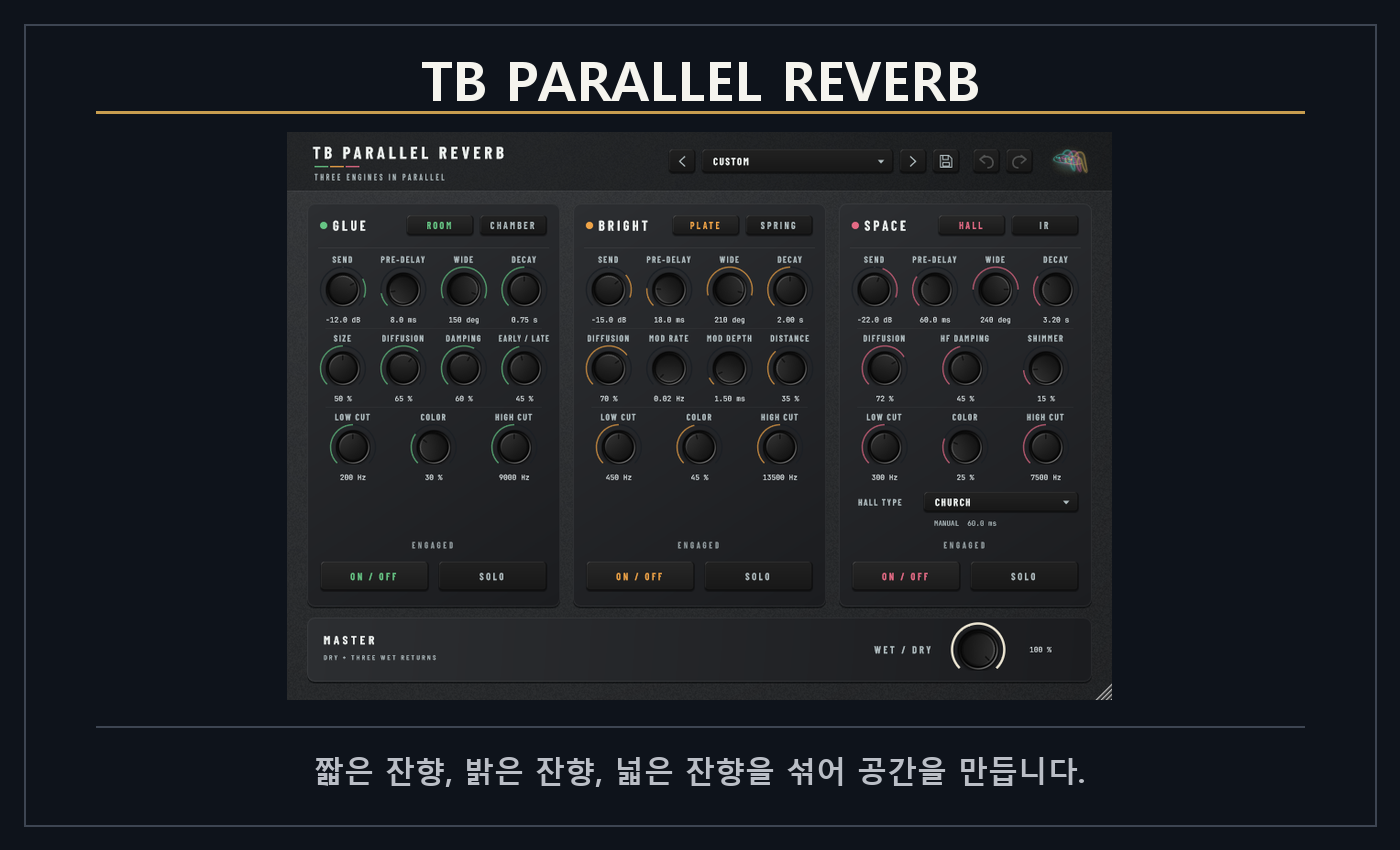 TB PARALLEL REVERB
TB PARALLEL REVERB
THREE ENGINES IN PARALLEL
CUSTOM
GLUE ROOM CHAMBER
SEND PRE-DELAY WIDE DECAY
-12.0 dB 8.0 ms 150 deg 0.75 s
SIZE DIFFUSION DAMPING EARLY / LATE
50 % 65 % 60 % 45 %
LOW CUT COLOR HIGH CUT
200 Hz 30 % 9000 Hz
ENGAGED
ON / OFF SOLO
BRIGHT PLATE SPRING
SEND PRE-DELAY WIDE DECAY
-15.0 dB 18.0 ms 210 deg 2.00 s
DIFFUSION MOD RATE MOD DEPTH DISTANCE
70 % 0.02 Hz 1.50 ms 35 %
LOW CUT COLOR HIGH CUT
450 Hz 45 % 13500 Hz
ENGAGED
ON / OFF SOLO
SPACE HALL IR
SEND PRE-DELAY WIDE DECAY
-22.0 dB 60.0 ms 240 deg 3.20 s
DIFFUSION HF DAMPING SHIMMER
72 % 45 % 15 %
LOW CUT COLOR HIGH CUT
300 Hz 25 % 7500 Hz
HALL TYPE CHURCH
MANUAL 60.0 ms
ENGAGED
ON / OFF SOLO
MASTER
DRY + THREE WET RETURNS
WET / DRY 100 %
짧은 잔향, 밝은 잔향, 넓은 잔향을 섞어 공간을 만듭니다.